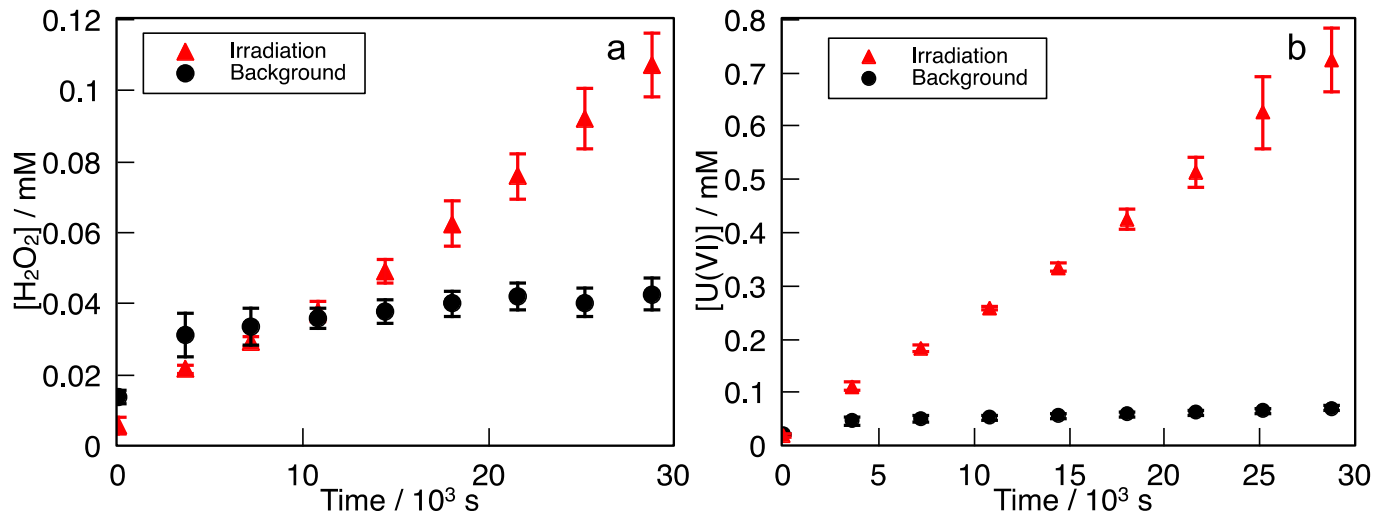 a
Irradiation
Background
[H₂O₂] / mM
0.12
0.1
0.08
0.06
0.04
0.02
0
0
10
20
30
Time / 10³ s
b
Irradiation
Background
[U(VI)] / mM
0.8
0.7
0.6
0.5
0.4
0.3
0.2
0.1
0
0
5
10
15
20
25
30
Time / 10³ s